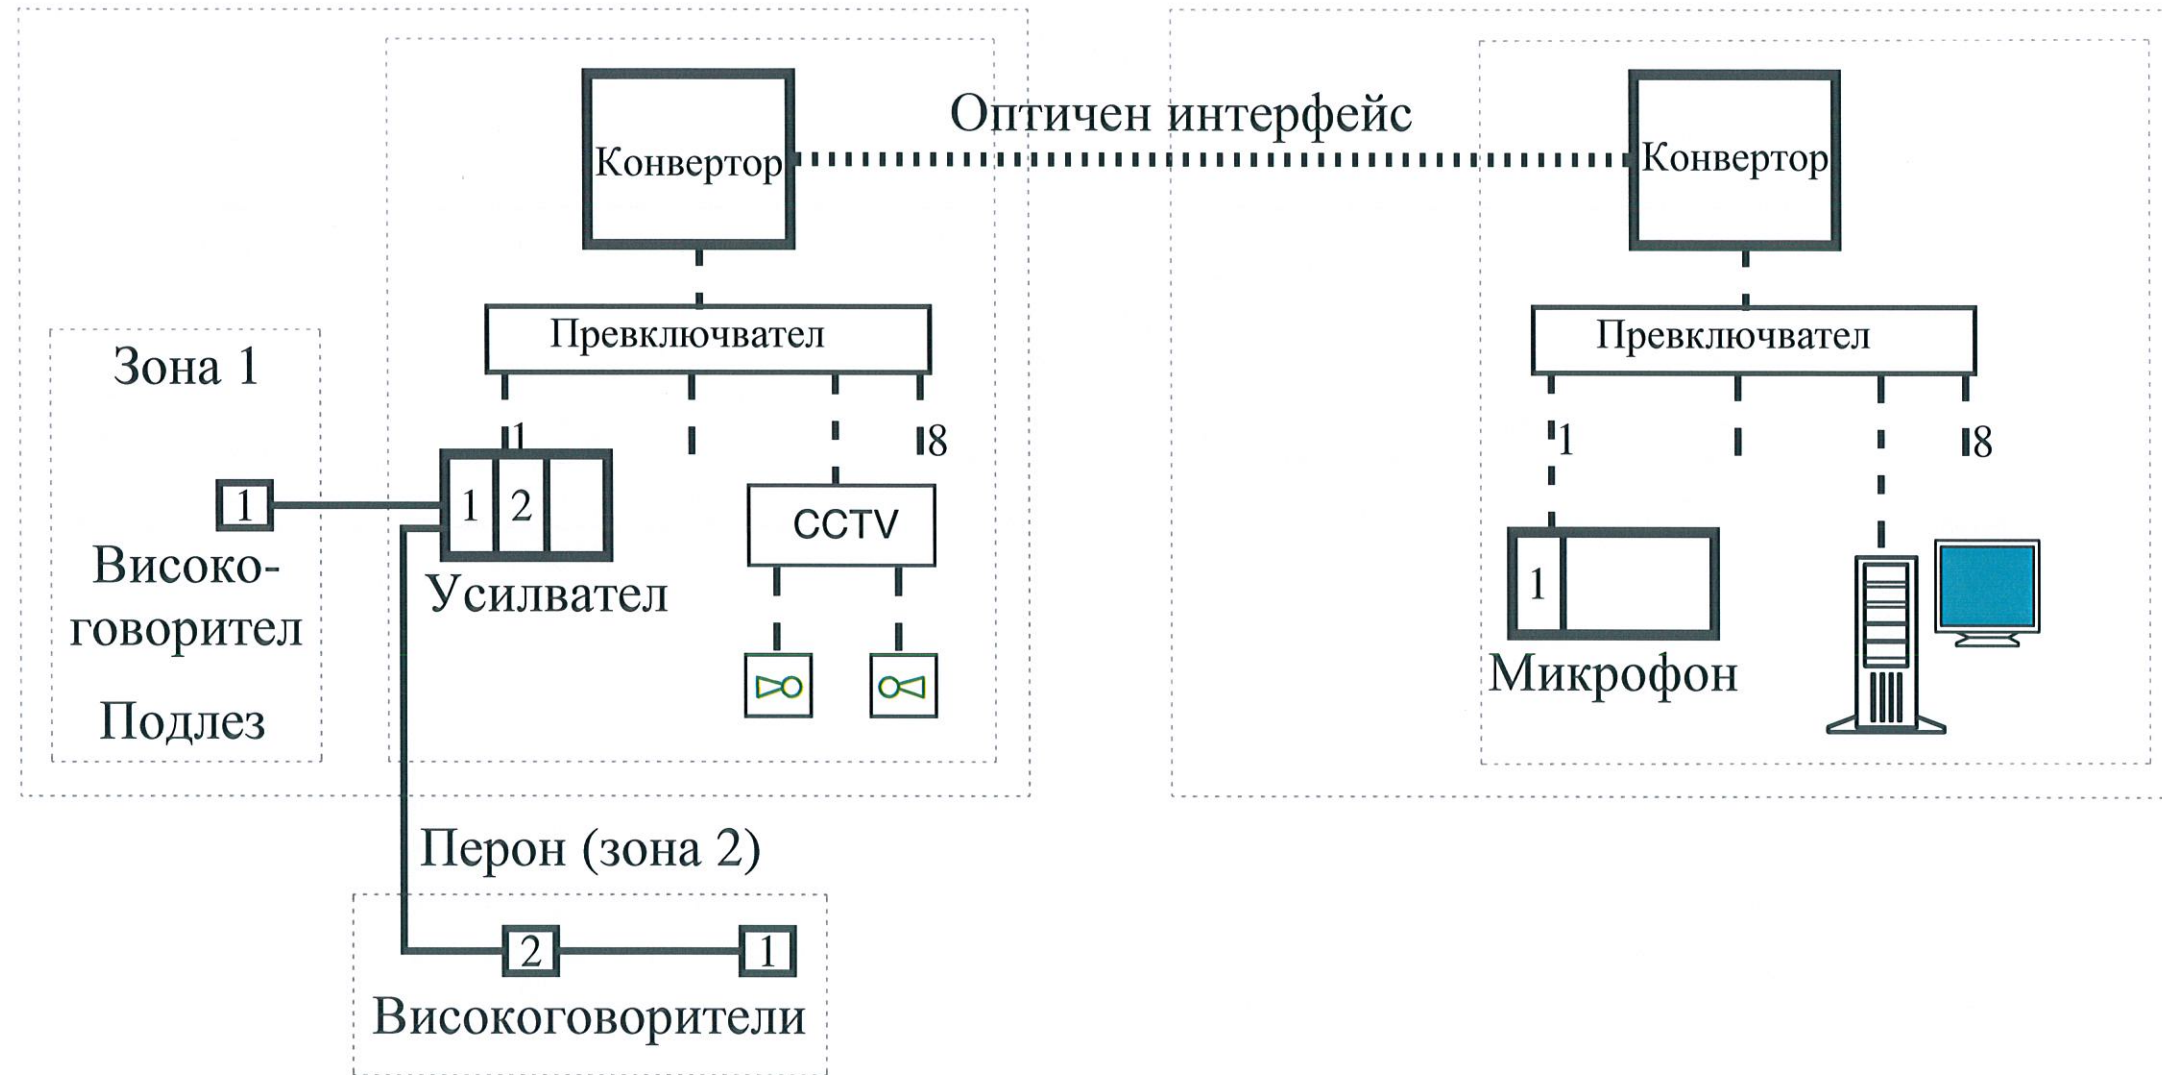 Оптичен интерфейс
Конвертор
Конвертор
Превключвател
Превключвател
Зона 1
1
8
1
8
1
1
2
CCTV
Високо-
говорител
Усилвател
1
Микрофон
Подлез
Перон (зона 2)
2
1
Високоговорители